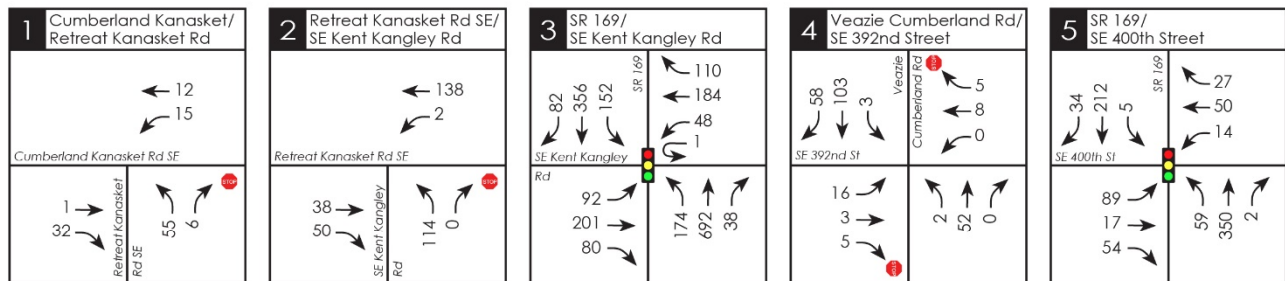 1
Cumberland Kanasket/
Retreat Kanasket Rd
12
15
Cumberland Kanasket Rd SE
1
32
Retreat Kanasket
Rd SE
55
6
STOP
2
Retreat Kanasket Rd SE/
SE Kent Kangley Rd
138
2
Retreat Kanasket Rd SE
38
50
SE Kent Kangley
Rd
114
0
STOP
3
SR 169/
SE Kent Kangley Rd
82
356
152
SR 169
110
184
48
1
SE Kent Kangley
Rd
92
201
80
174
692
38
4
Veazie Cumberland Rd/
SE 392nd Street
58
103
3
Veazie
Cumberland Rd
STOP
5
8
0
SE 392nd St
16
3
5
STOP
2
52
0
5
SR 169/
SE 400th Street
34
212
5
SR 169
27
50
14
SE 400th St
89
17
54
59
350
2